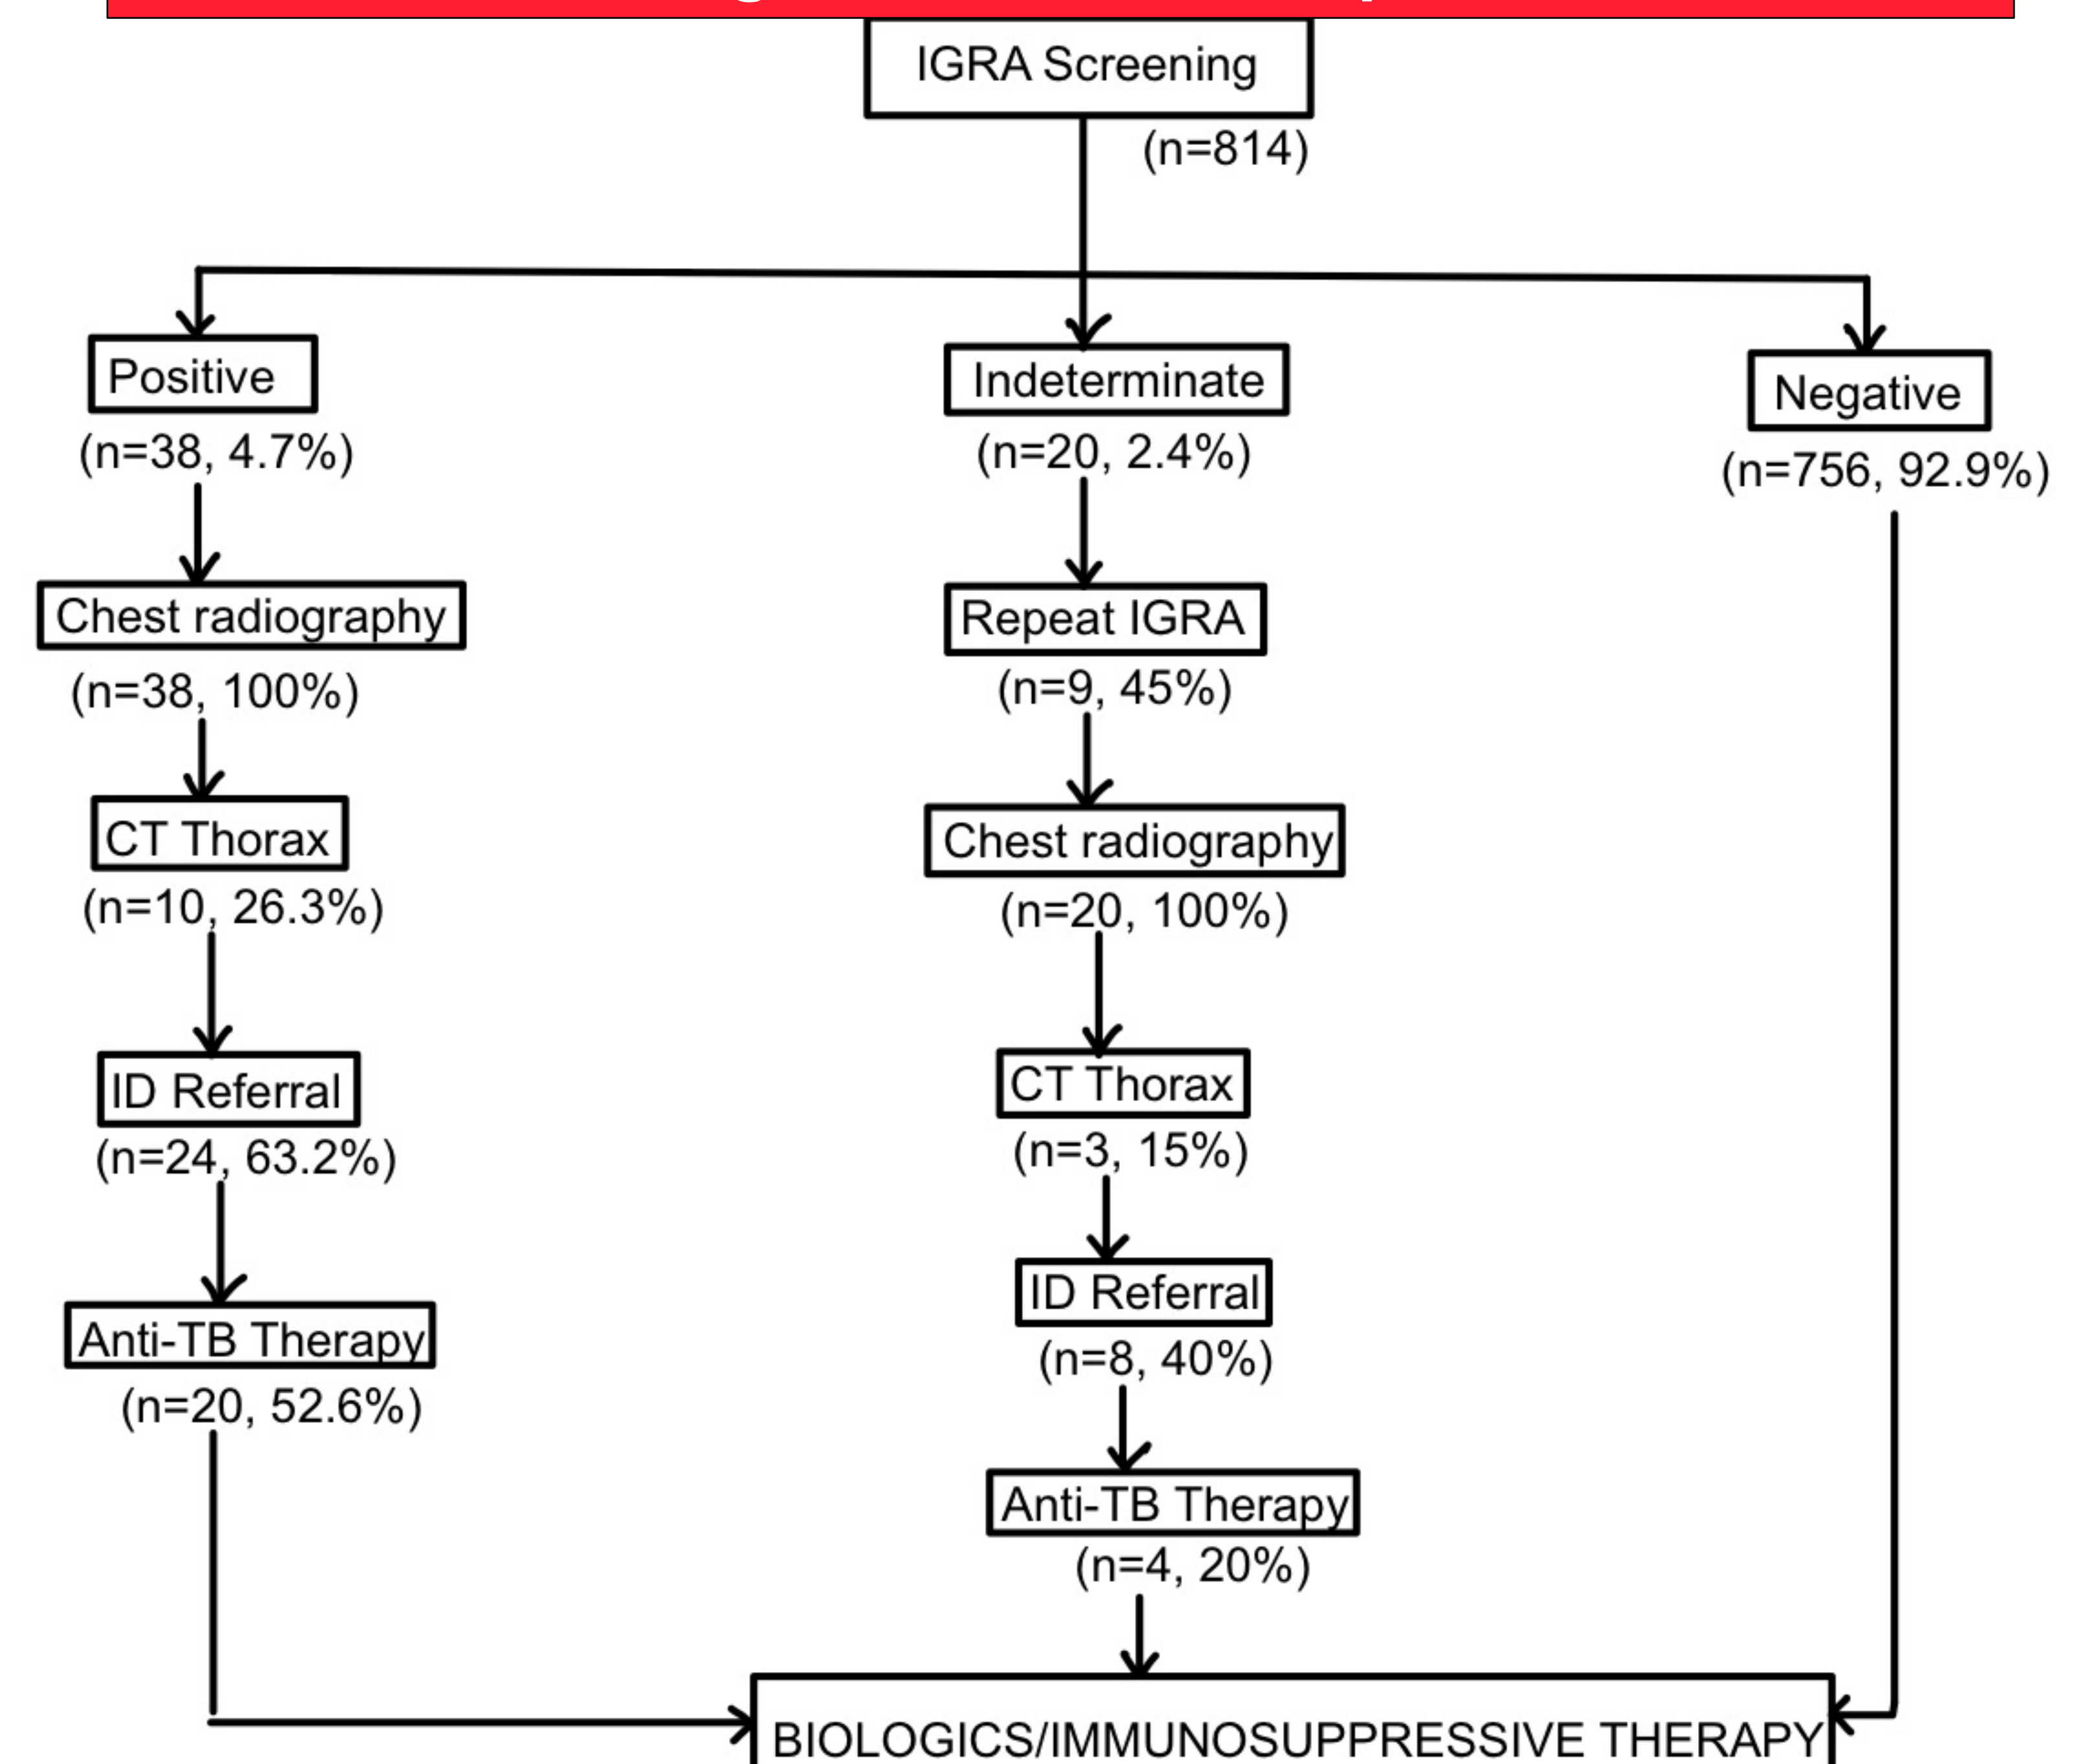 IGRA Screening
(n=814)
Positive
(n=38, 4.7%)
Chest radiography
(n=38, 100%)
CT Thorax
(n=10, 26.3%)
ID Referral
(n=24, 63.2%)
Anti-TB Therapy
(n=20, 52.6%)
Indeterminate
(n=20, 2.4%)
Repeat IGRA
(n=9, 45%)
Chest radiography
(n=20, 100%)
CT Thorax
(n=3, 15%)
ID Referral
(n=8, 40%)
Anti-TB Therapy
(n=4, 20%)
Negative
(n=756, 92.9%)
BIOLOGICS/IMMUNOSUPPRESSIVE THERAPY